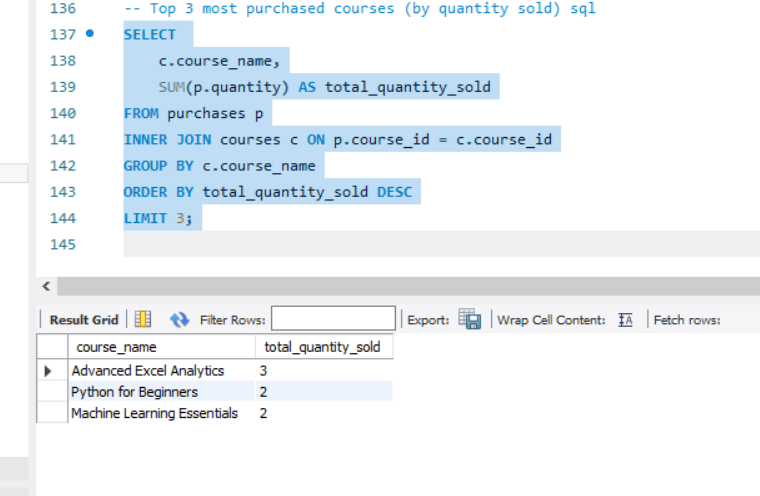 136 -- Top 3 most purchased courses (by quantity sold) sql
137 SELECT
138 c.course_name,
139 SUM(p.quantity) AS total_quantity_sold
140 FROM purchases p
141 INNER JOIN courses c ON p.course_id = c.course_id
142 GROUP BY c.course_name
143 ORDER BY total_quantity_sold DESC
144 LIMIT 3;
145
Result Grid Filter Rows: Export: Wrap Cell Content: Fetch rows:
course_name total_quantity_sold
Advanced Excel Analytics 3
Python for Beginners 2
Machine Learning Essentials 2